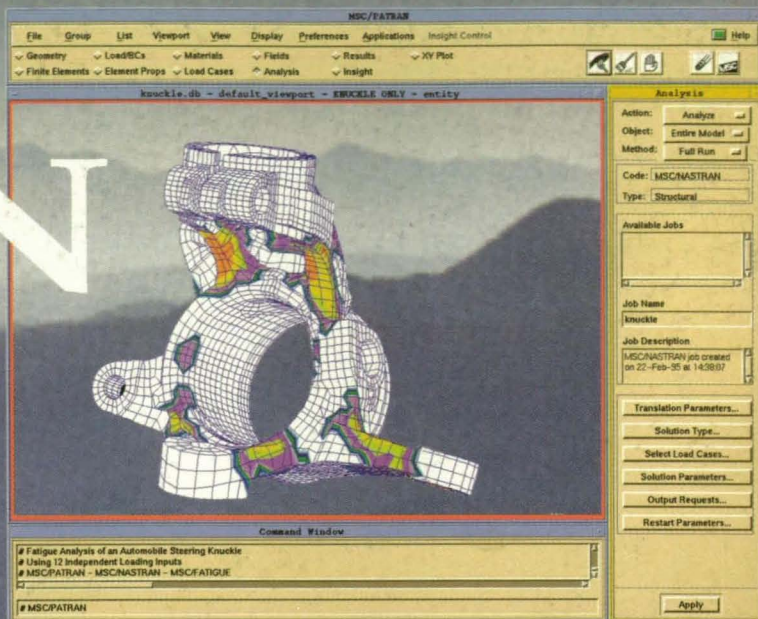 MSC/PATRAN
File Group List Viewport View Display Preferences Applications Insight Control Help
Geometry Load/BCs Materials Fields Results XY Plot
Finite Elements Element Props Load Cases Analysis Insight
knuckle.db - default_viewport - KNUCKLE ONLY - entity
N
Analysis
Action: Analyze
Object: Entire Model
Method: Full Run
Code: MSC/NASTRAN
Type: Structural
Available Jobs
Job Name
knuckle
Job Description
MSC/NASTRAN job created
on 22-Feb-95 at 14:38:07
Translation Parameters...
Solution Type...
Select Load Cases...
Solution Parameters...
Output Requests...
Restart Parameters...
Apply
Command Window
# Fatigue Analysis of an Automobile Steering Knuckle
# Using 12 Independent Loading Inputs
# MSC/PATRAN - MSC/NASTRAN - MSC/FATIGUE
# MSC/PATRAN